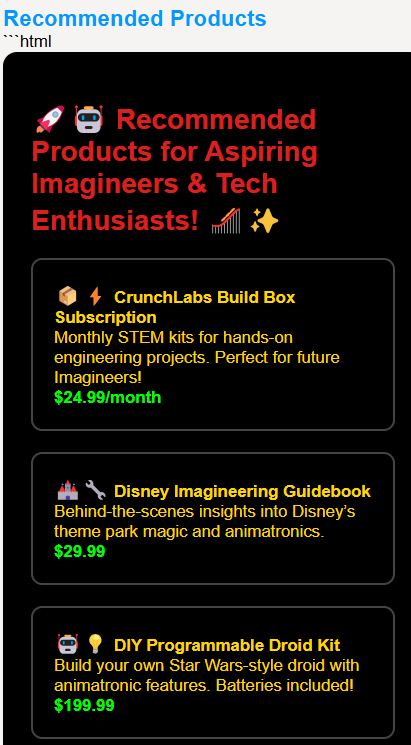 Recommended Products
```html
🚀🤖 Recommended
Products for Aspiring
Imagineers & Tech
Enthusiasts! 🎢✨
📦⚡ CrunchLabs Build Box
Subscription
Monthly STEM kits for hands-on
engineering projects. Perfect for future
Imagineers!
$24.99/month
🏰🔧 Disney Imagineering Guidebook
Behind-the-scenes insights into Disney’s
theme park magic and animatronics.
$29.99
🤖💡 DIY Programmable Droid Kit
Build your own Star Wars-style droid with
animatronic features. Batteries included!
$199.99